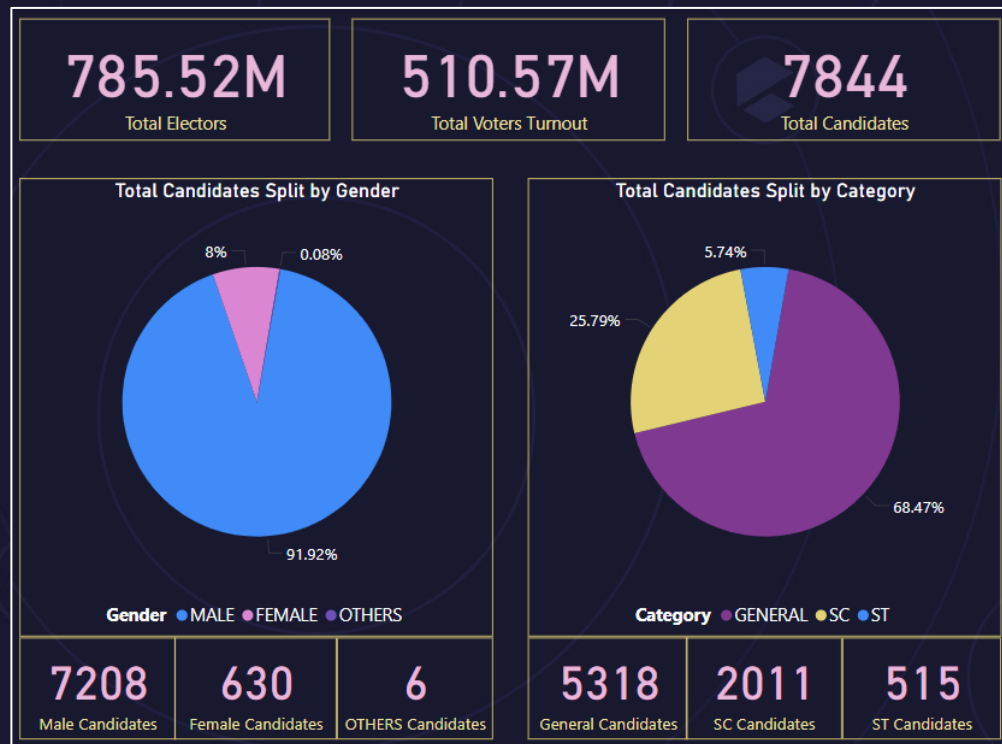 785.52M
Total Electors
510.57M
Total Voters Turnout
7844
Total Candidates
Total Candidates Split by Gender
8%
0.08%
91.92%
Gender MALE FEMALE OTHERS
7208
Male Candidates
630
Female Candidates
6
OTHERS Candidates
Total Candidates Split by Category
5.74%
25.79%
68.47%
Category GENERAL SC ST
5318
General Candidates
2011
SC Candidates
515
ST Candidates